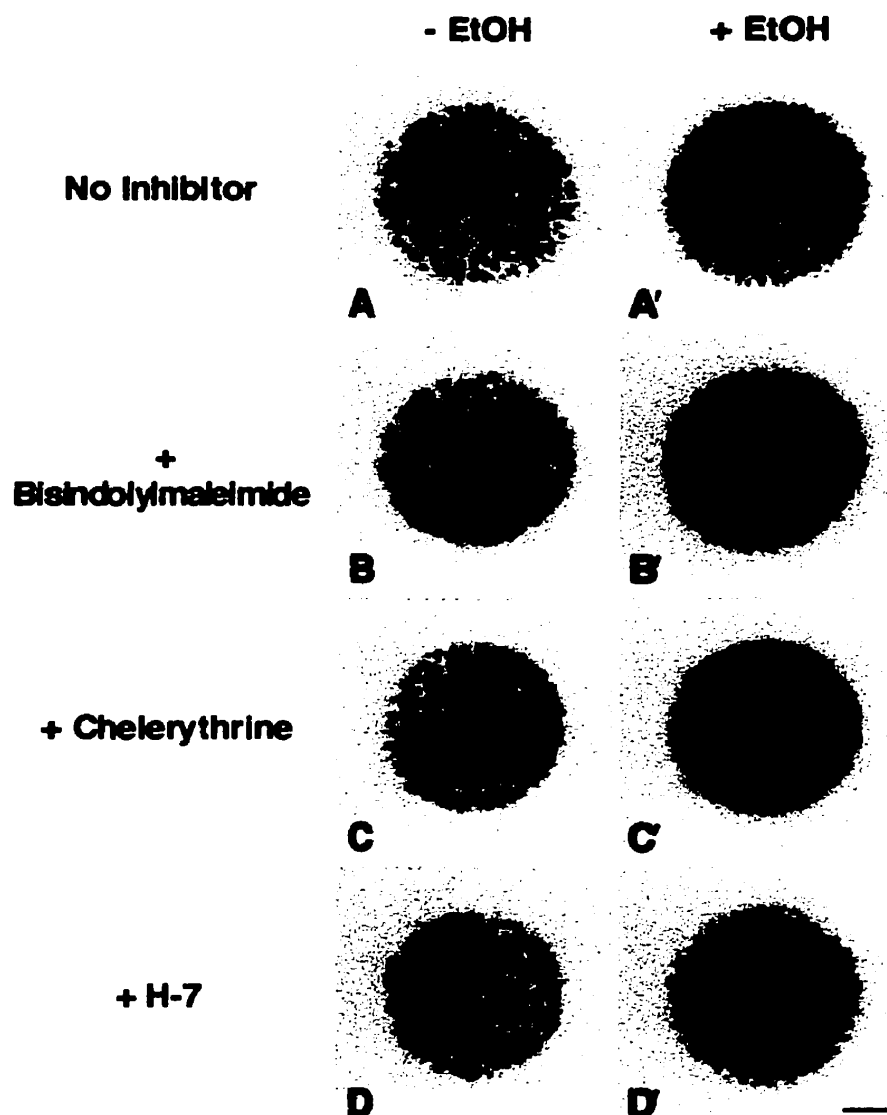 - EtOH + EtOH
No Inhibitor
A A'
+
Bisindolylmaleimide
B B'
+ Chelerythrine
C C'
+ H-7
D D'